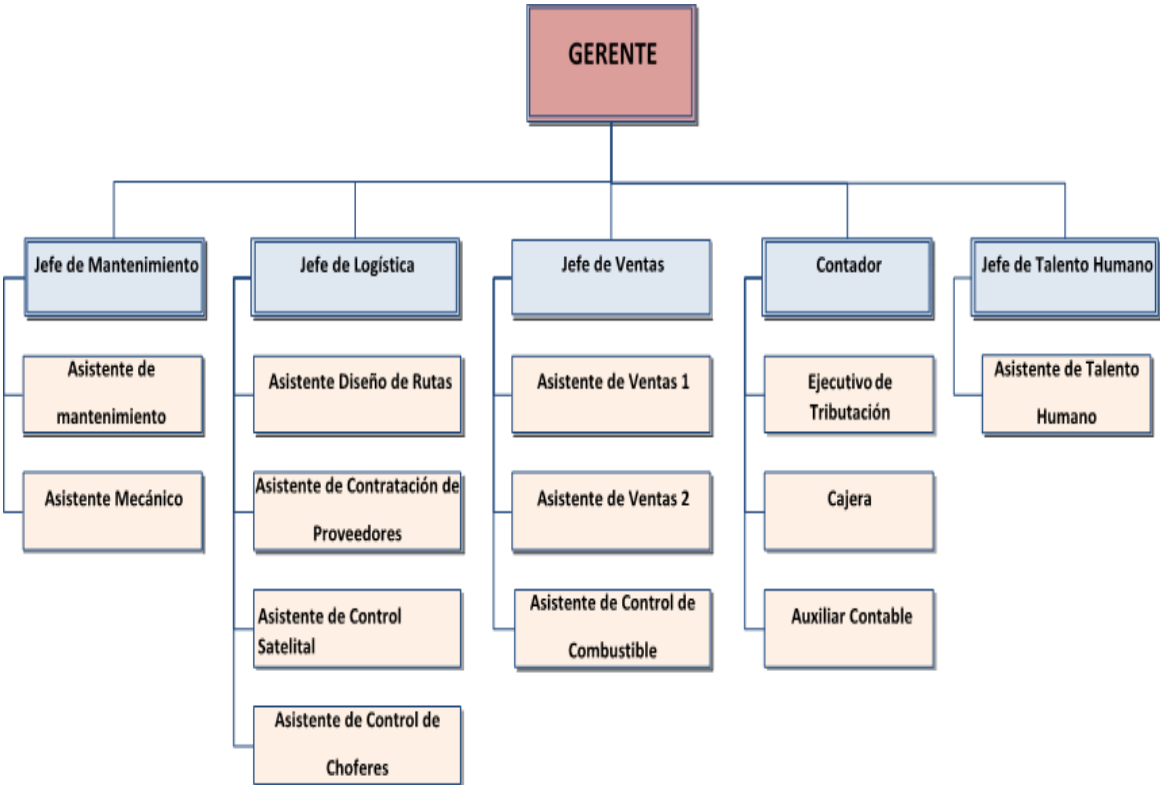 GERENTE
Jefe de Mantenimiento
Jefe de Logística
Jefe de Ventas
Contador
Jefe de Talento Humano
Asistente de
mantenimiento
Asistente Diseño de Rutas
Asistente de Ventas 1
Ejecutivo de
Tributación
Asistente de Talento
Humano
Asistente Mecánico
Asistente de Contratación de
Proveedores
Asistente de Ventas 2
Cajera
Asistente de Control
Satelital
Asistente de Control de
Combustible
Auxiliar Contable
Asistente de Control de
Choferes